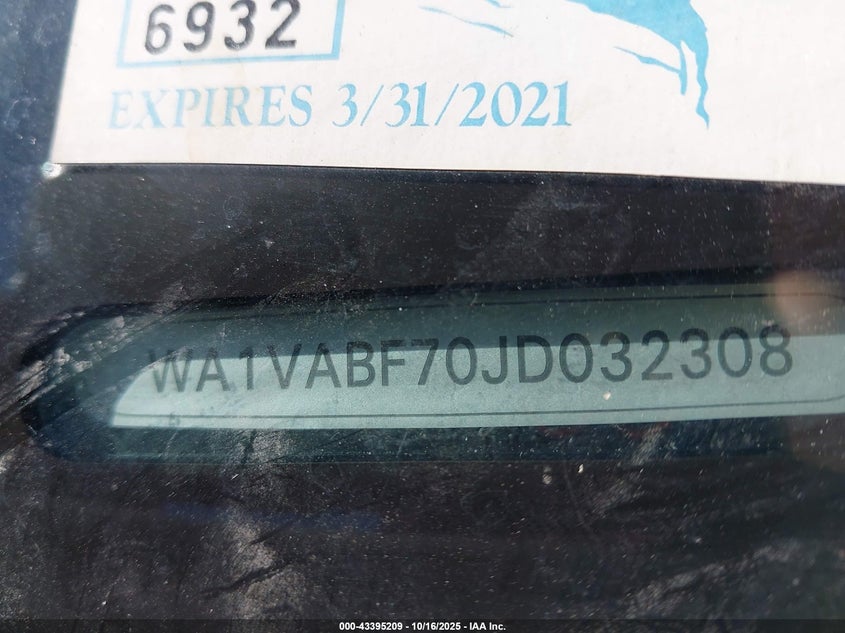 6932
EXPIRES 3/31/2021
WA1VABF70JD032308
000-43395209 - 10/16/2025 - IAA Inc.